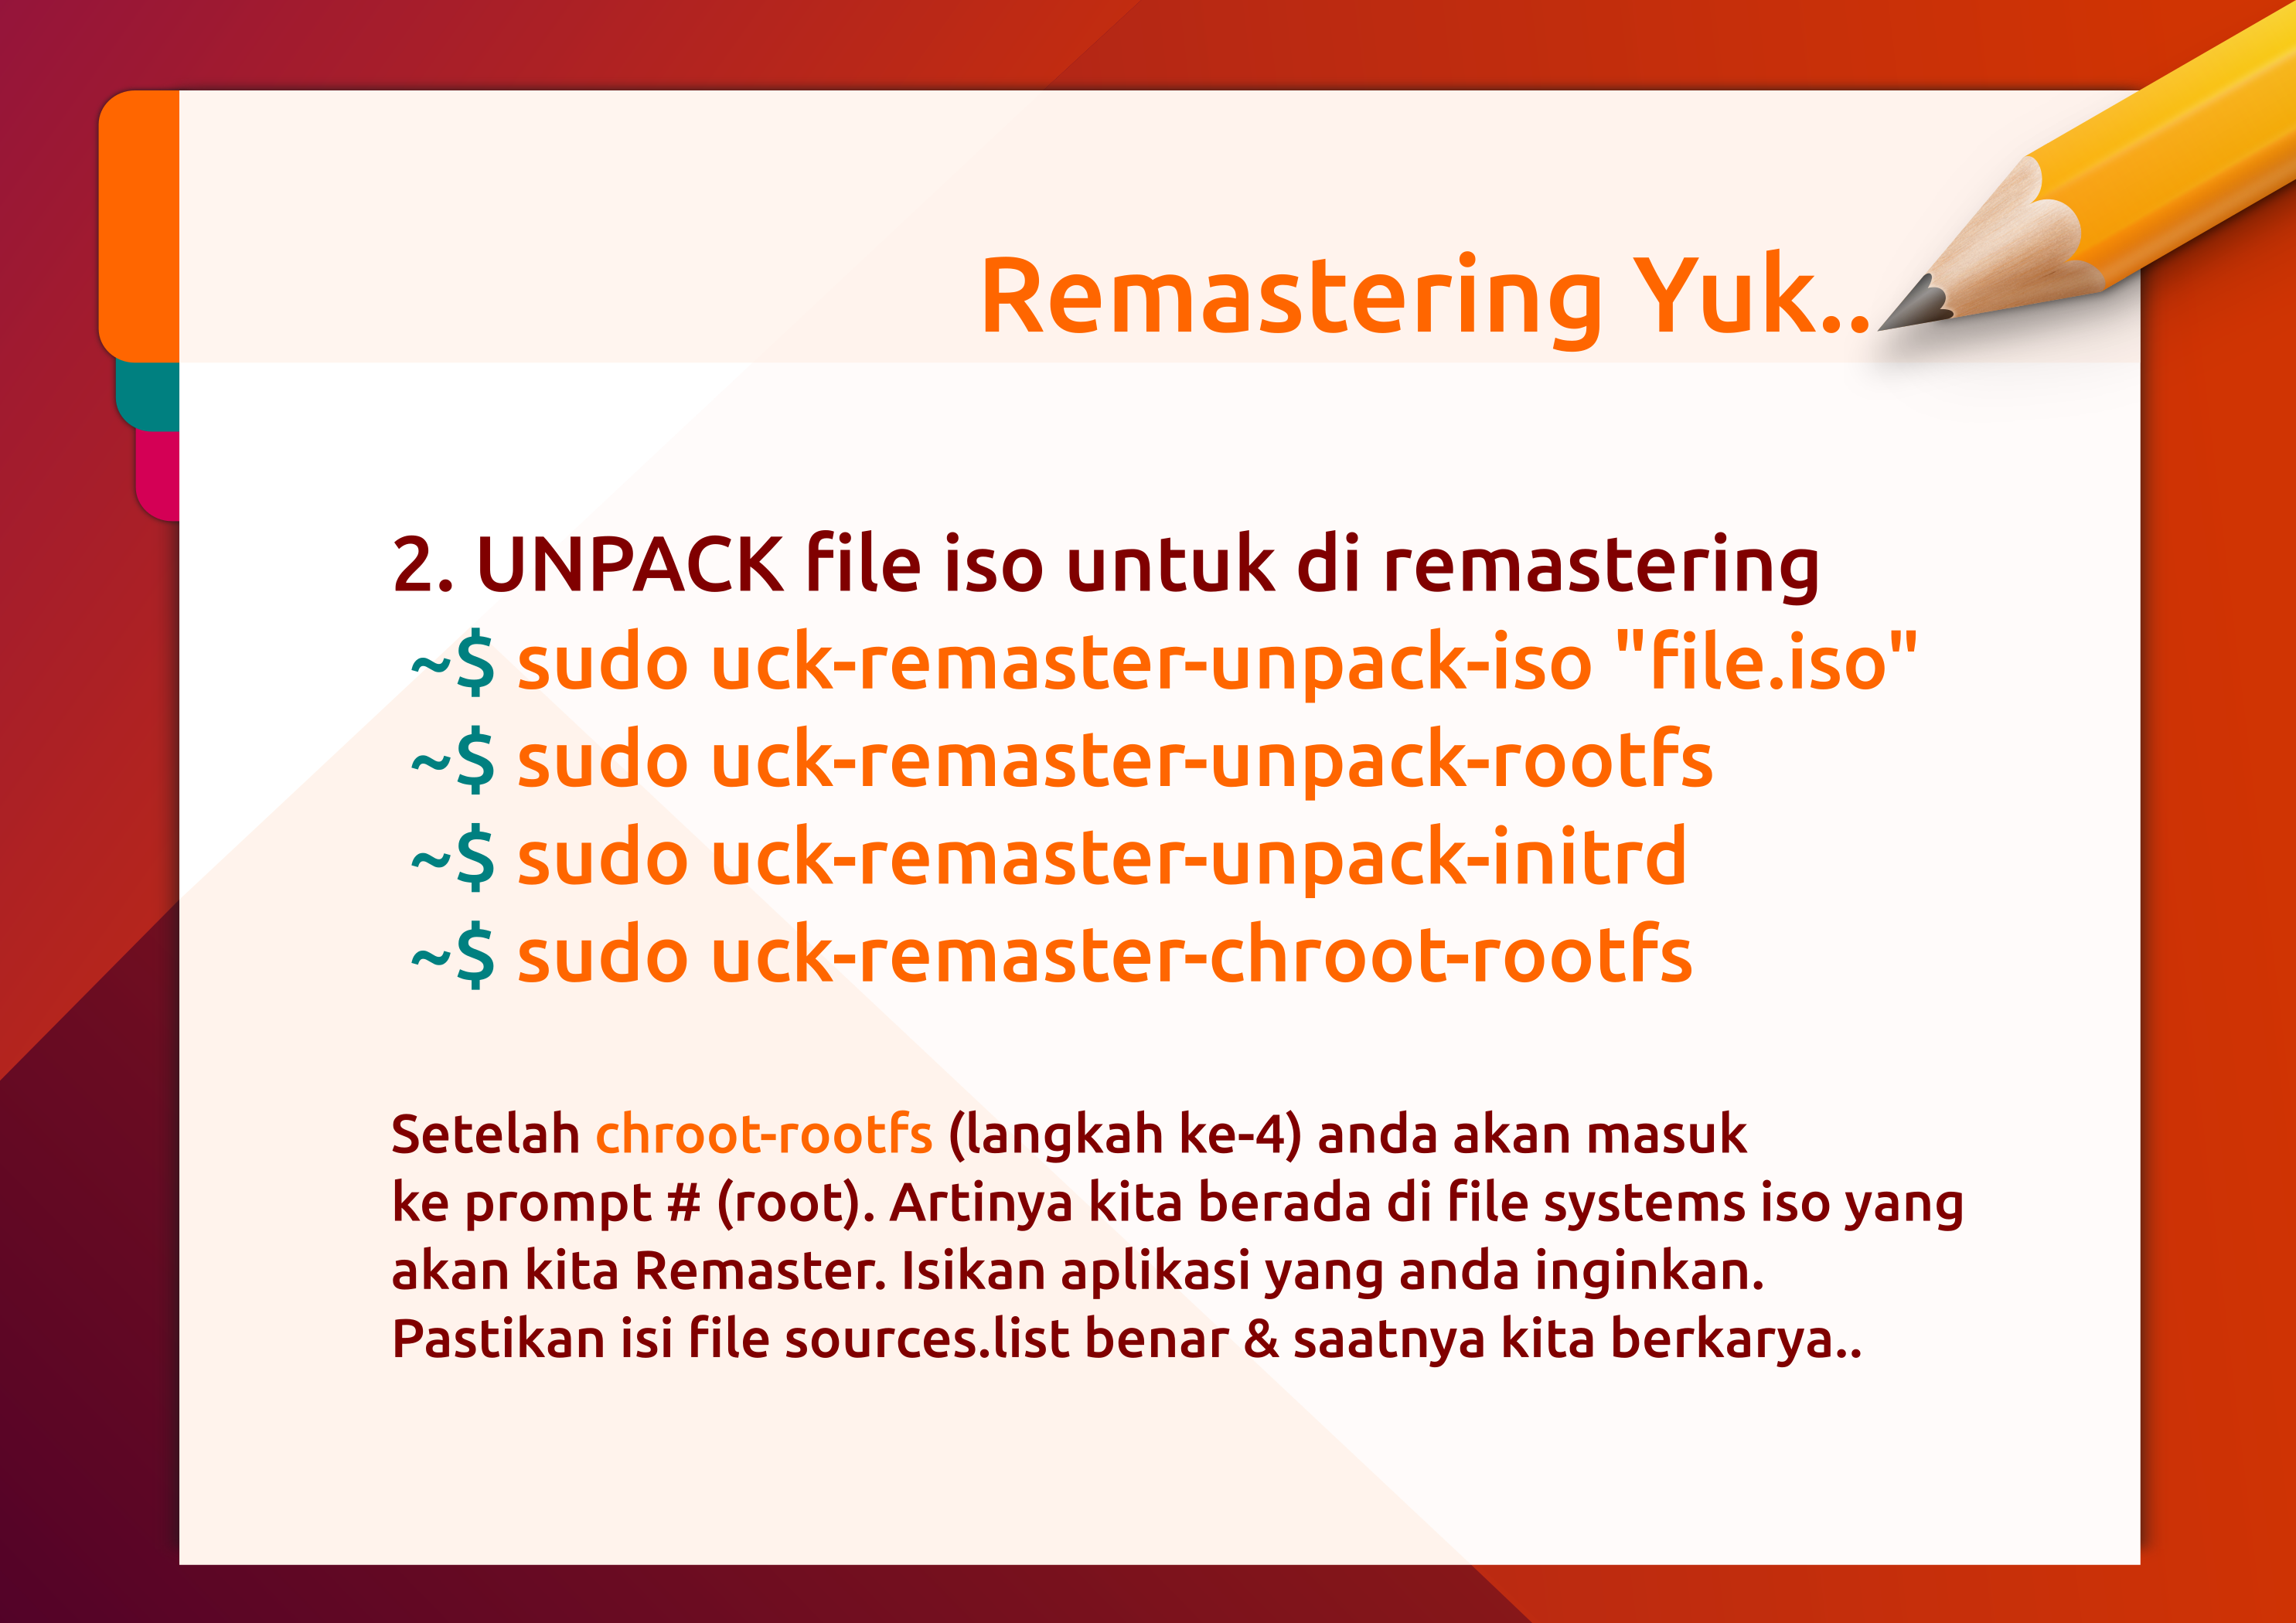 Remastering Yuk..
2. UNPACK file iso untuk di remastering
~$ sudo uck-remaster-unpack-iso "file.iso"
~$ sudo uck-remaster-unpack-rootfs
~$ sudo uck-remaster-unpack-initrd
~$ sudo uck-remaster-chroot-rootfs
Setelah chroot-rootfs (langkah ke-4) anda akan masuk
ke prompt # (root). Artinya kita berada di file systems iso yang
akan kita Remaster. Isikan aplikasi yang anda inginkan.
Pastikan isi file sources.list benar & saatnya kita berkarya..